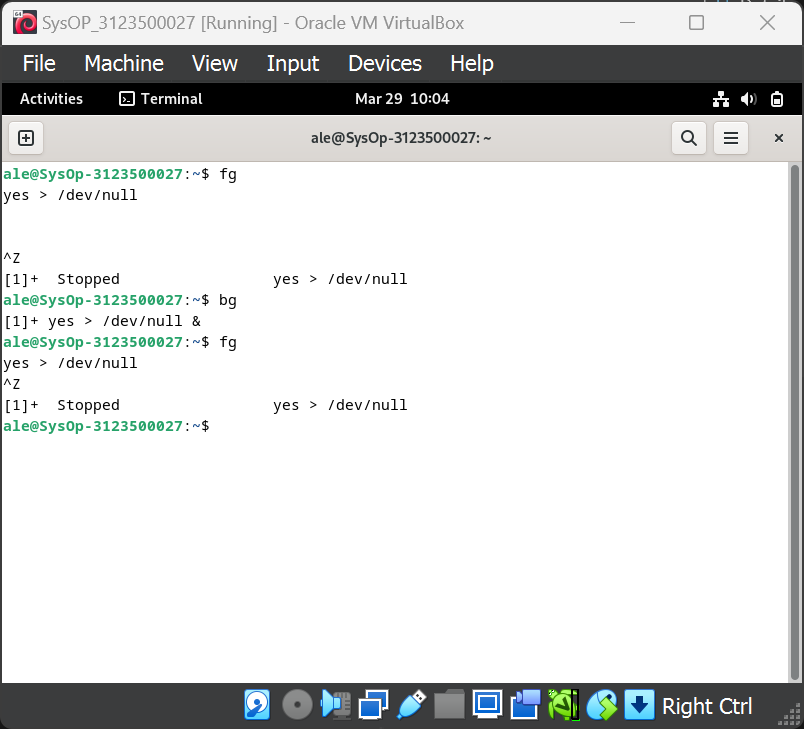 64
SysOP_3123500027 [Running] - Oracle VM VirtualBox
File Machine View Input Devices Help
Activities Terminal Mar 29 10:04
ale@SysOp-3123500027: ~
ale@SysOp-3123500027:~$ fg
yes > /dev/null
^Z
[1]+  Stopped                 yes > /dev/null
ale@SysOp-3123500027:~$ bg
[1]+ yes > /dev/null &
ale@SysOp-3123500027:~$ fg
yes > /dev/null
^Z
[1]+  Stopped                 yes > /dev/null
ale@SysOp-3123500027:~$
Right Ctrl